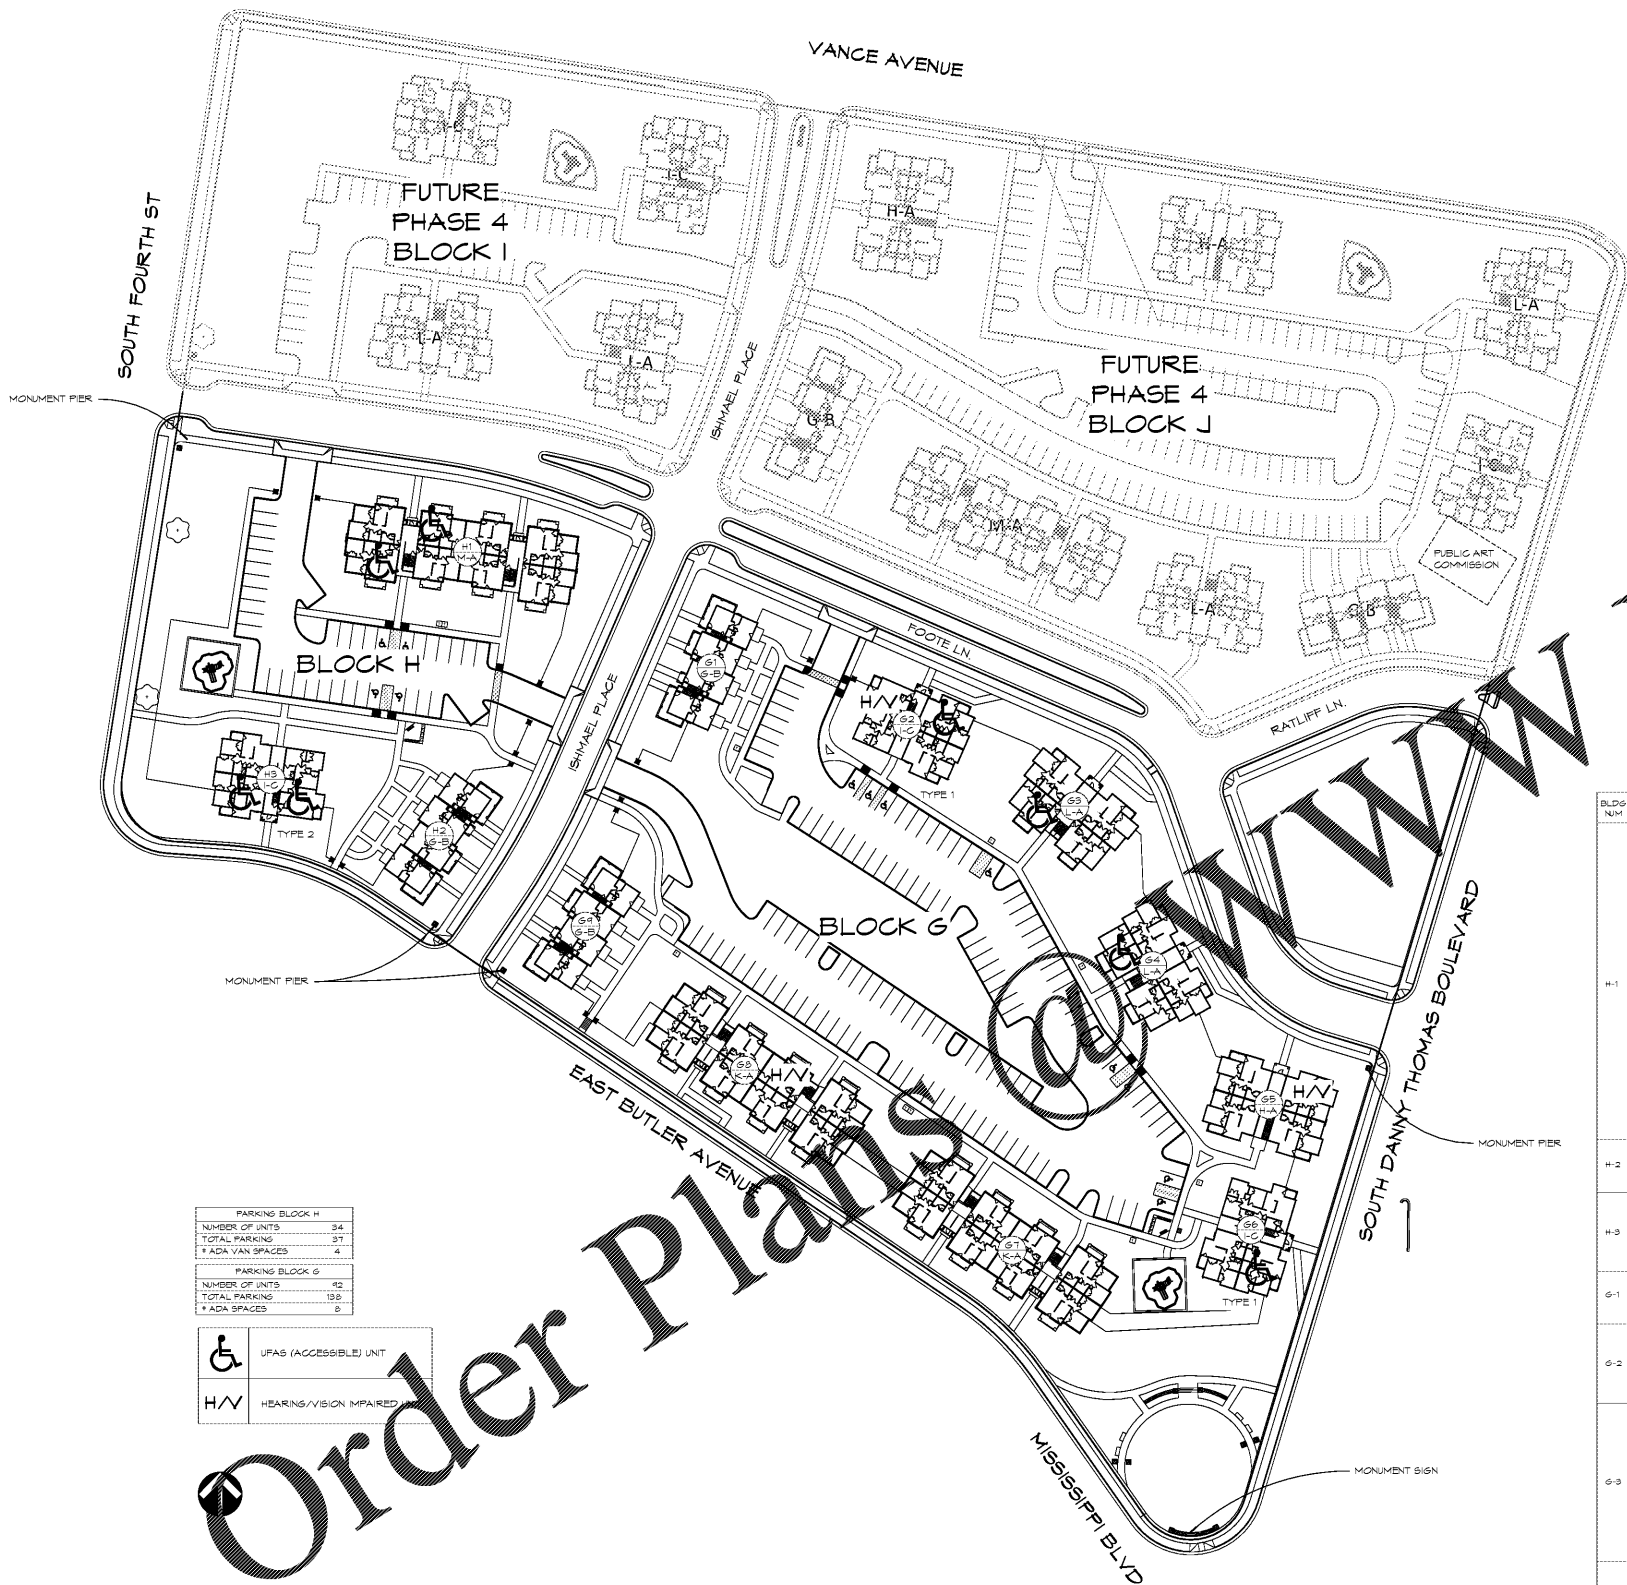 VANCE AVENUE
I-C
I-C
FUTURE
PHASE 4
BLOCK I
H-A
H-A
SOUTH FOURTH ST
L-A
L-A
L-A
ISHMAEL PLACE
FUTURE
PHASE 4
BLOCK J
MONUMENT PIER
G-B
I-C
M-A
H1
M-A
PUBLIC ART
COMMISSION
L-A
G-B
FOOTE LN.
BLOCK H
G1
G-B
ISHMAEL PLACE
H/V
G2
I-C
RATLIFF LN.
WWW
H3
I-C
TYPE 1
G3
L-A
BLDG
NUM
TYPE 2
H2
G-B
G9
G-B
BLOCK G
G4
L-A
SOUTH DANNY THOMAS BOULEVARD
MONUMENT PIER
H-1
@
G8
K-A
H/V
EAST BUTLER AVENUE
G5
H-A
H/V
MONUMENT PIER
H-2
PARKING BLOCK H
NUMBER OF UNITS 34
TOTAL PARKING 37
# ADA VAN SPACES 4
G7
K-A
G6
I-C
H-3
PARKING BLOCK G
NUMBER OF UNITS 92
TOTAL PARKING 138
# ADA SPACES 8
TYPE 1
G-1
UFAS (ACCESSIBLE) UNIT
G-2
H/V HEARING/VISION IMPAIRED
Order Plans
MISSISSIPPI BLVD
MONUMENT SIGN
G-3